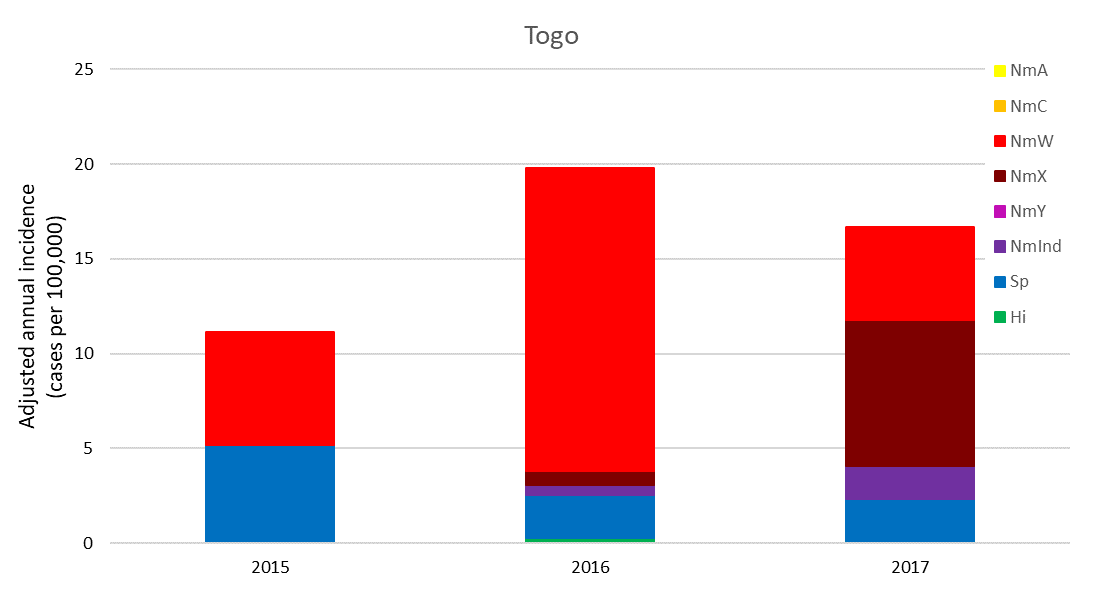 Togo
25
20
15
10
5
0
Adjusted annual incidence
(cases per 100,000)
2015
2016
2017
NmA
NmC
NmW
NmX
NmY
NmInd
Sp
Hi